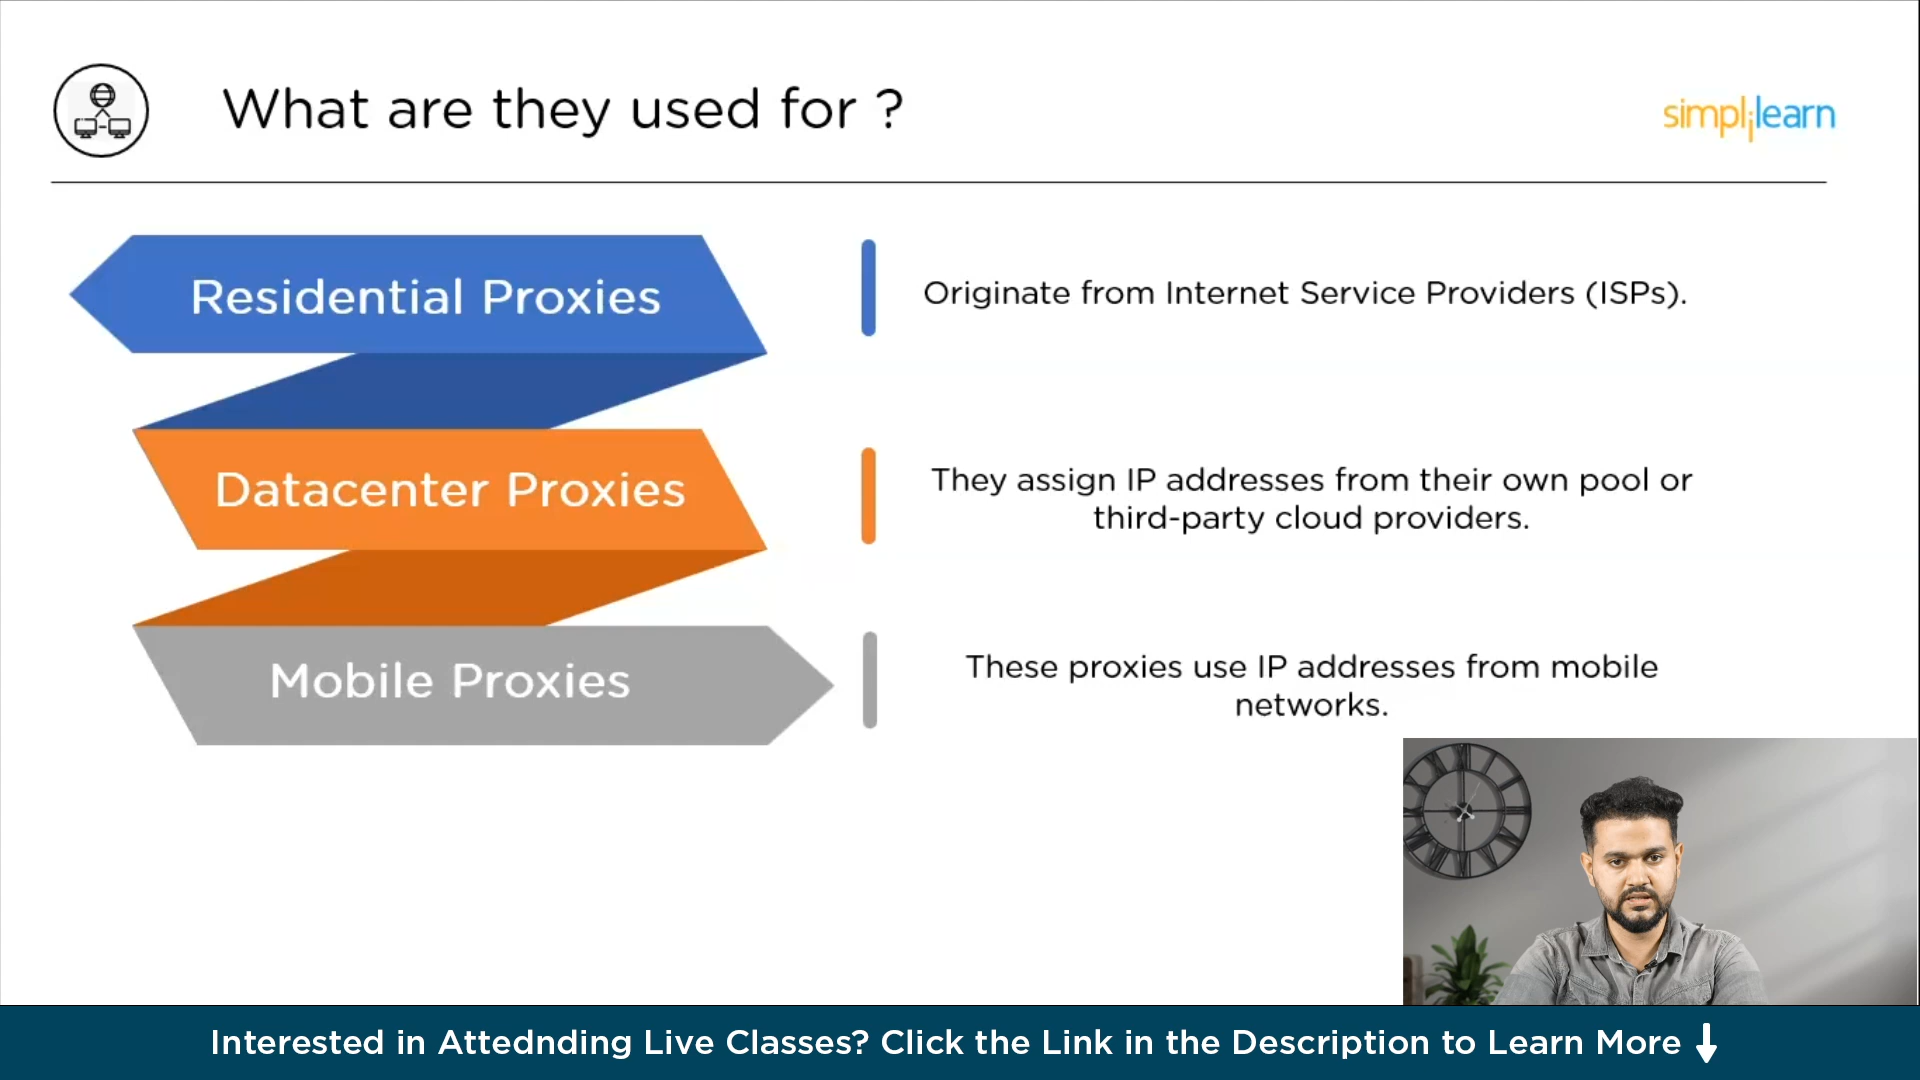 What are they used for ?
simplilearn
Residential Proxies
Originate from Internet Service Providers (ISPs).
Datacenter Proxies
They assign IP addresses from their own pool or
third-party cloud providers.
Mobile Proxies
These proxies use IP addresses from mobile
networks.
Interested in Attednding Live Classes? Click the Link in the Description to Learn More